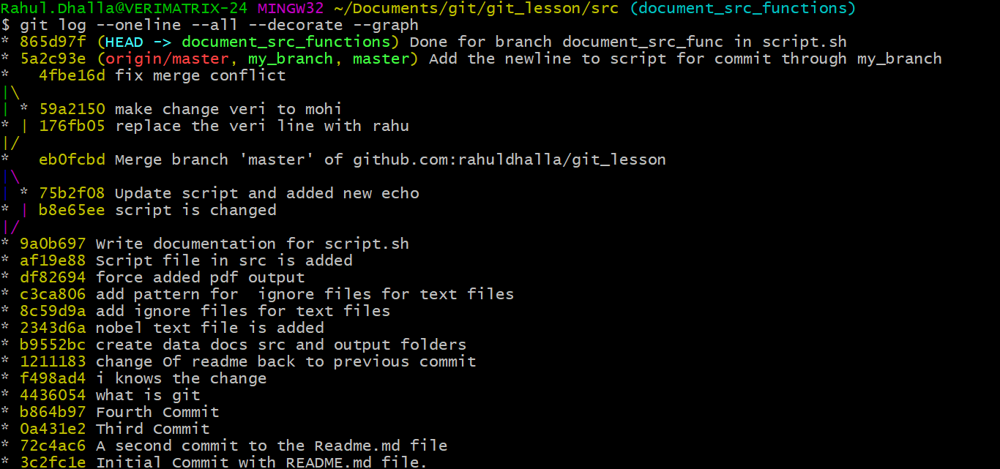 Rahul.Dhalla@VERIMATRIX-24 MINGW32 ~/Documents/git/git_lesson/src (document_src_functions)
$ git log --oneline --all --decorate --graph
* 865d97f (HEAD -> document_src_functions) Done for branch document_src_func in script.sh
* 5a2c93e (origin/master, my_branch, master) Add the newline to script for commit through my_branch
*   4fbe16d fix merge conflict
|\
| * 59a2150 make change veri to mohi
* | 176fb05 replace the veri line with rahu
|/
*   eb0fcbd Merge branch 'master' of github.com:rahuldhalla/git_lesson
|\
| * 75b2f08 Update script and added new echo
* | b8e65ee script is changed
|/
* 9a0b697 Write documentation for script.sh
* af19e88 Script file in src is added
* df82694 force added pdf output
* c3ca806 add pattern for  ignore files for text files
* 8c59d9a add ignore files for text files
* 2343d6a nobel text file is added
* b9552bc create data docs src and output folders
* 1211183 change Of readme back to previous commit
* f498ad4 i knows the change
* 4436054 what is git
* b864b97 Fourth Commit
* 0a431e2 Third Commit
* 72c4ac6 A second commit to the Readme.md file
* 3c2fc1e Initial Commit with README.md file.